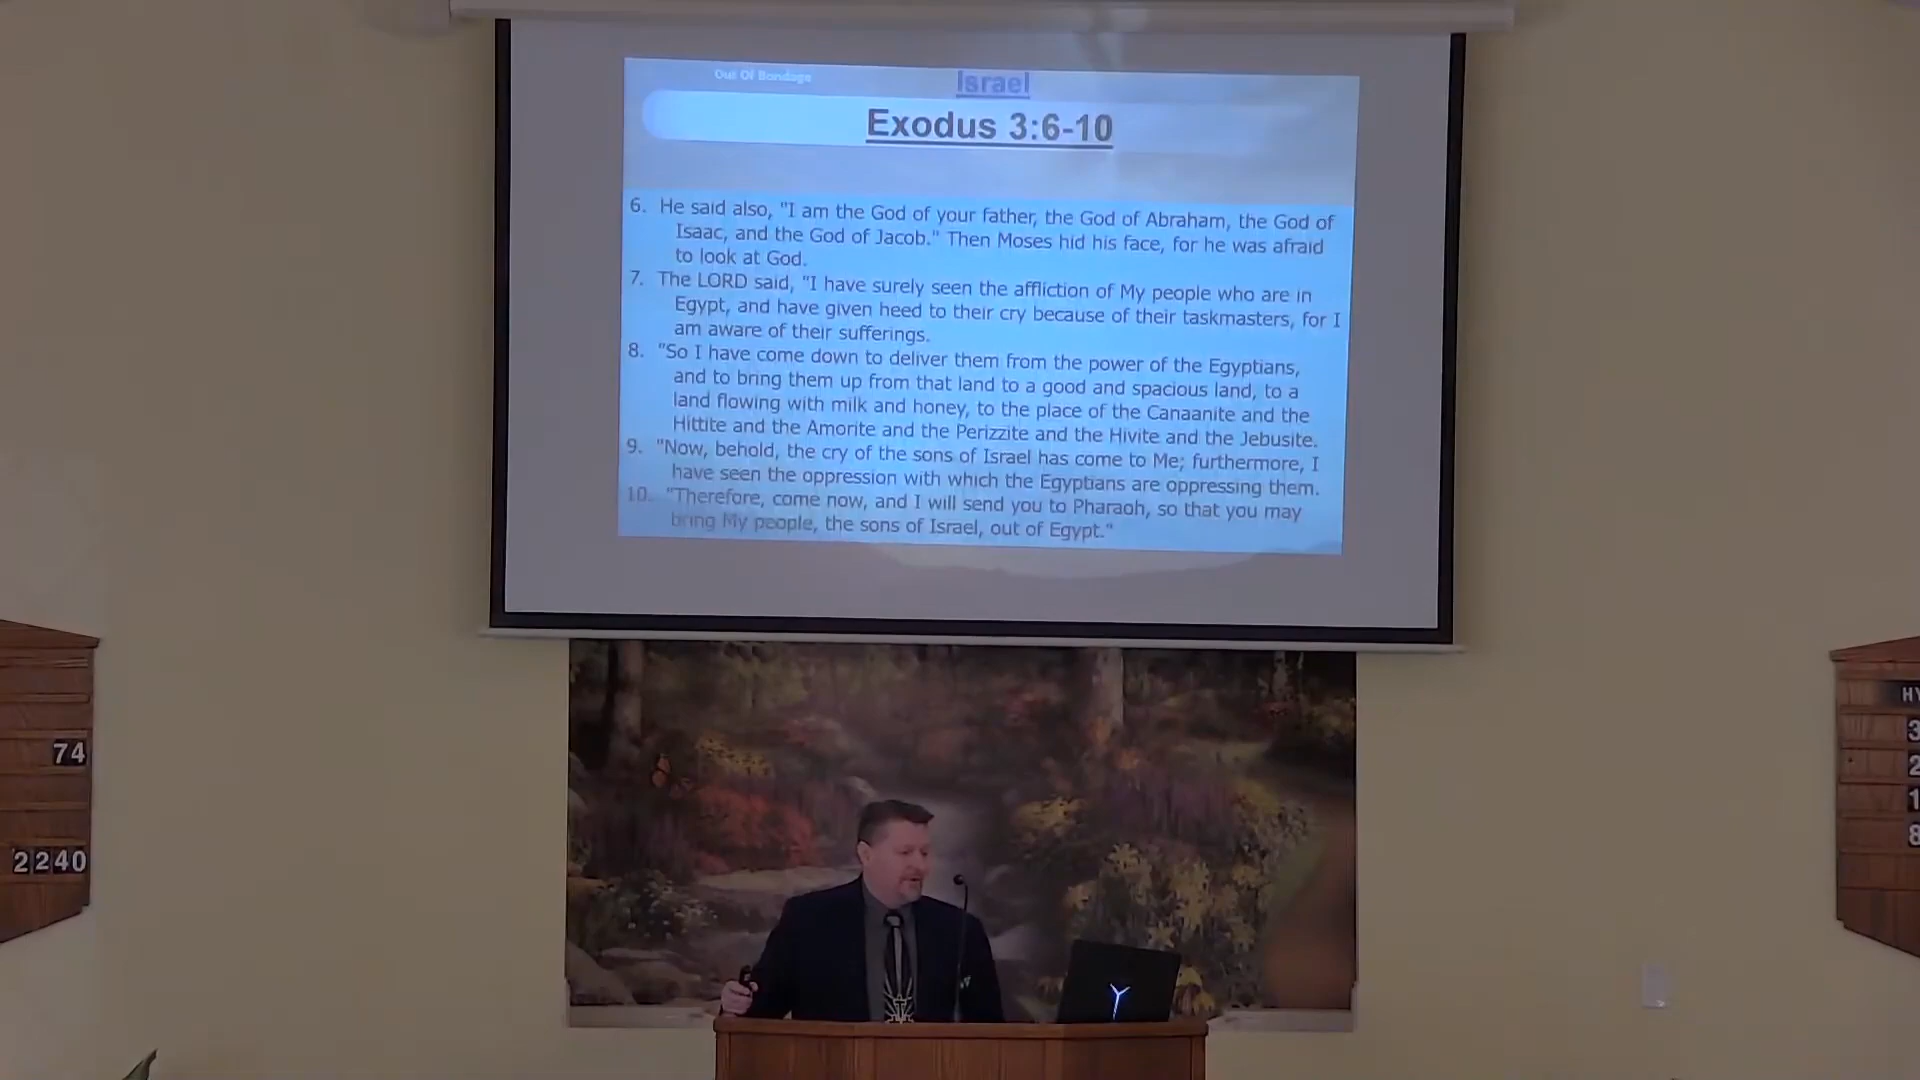 Out Of Bondage
Israel
Exodus 3:6-10
6. He said also, "I am the God of your father, the God of Abraham, the God of
Isaac, and the God of Jacob." Then Moses hid his face, for he was afraid
to look at God.
7. The LORD said, "I have surely seen the affliction of My people who are in
Egypt, and have given heed to their cry because of their taskmasters, for I
am aware of their sufferings.
8. "So I have come down to deliver them from the power of the Egyptians,
and to bring them up from that land to a good and spacious land, to a
land flowing with milk and honey, to the place of the Canaanite and the
Hittite and the Amorite and the Perizzite and the Hivite and the Jebusite.
9. "Now, behold, the cry of the sons of Israel has come to Me; furthermore, I
have seen the oppression with which the Egyptians are oppressing them.
10. "Therefore, come now, and I will send you to Pharaoh, so that you may
bring My people, the sons of Israel, out of Egypt."
74
2240
HY
3
2
1
8